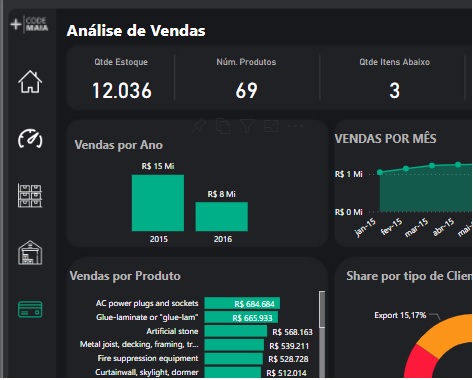 CODE
MAIA
Análise de Vendas
Qtde Estoque
12.036
Núm. Produtos
69
Qtde Itens Abaixo
3
Vendas por Ano
R$ 15 Mi
R$ 8 Mi
2015
2016
VENDAS POR MÊS
R$ 1 Mi
R$ 0 Mi
jan-15
fev-15
mar-15
abr-15
mai-
Vendas por Produto
AC power plugs and sockets R$ 684.684
Glue-laminate or "glue-lam" R$ 665.933
Artificial stone R$ 568.163
Metal joist, decking, framing, tr... R$ 539.211
Fire suppression equipment R$ 528.728
Curtainwall, skylight, dormer R$ 512.014
Share por tipo de Clien
Export 15,17%